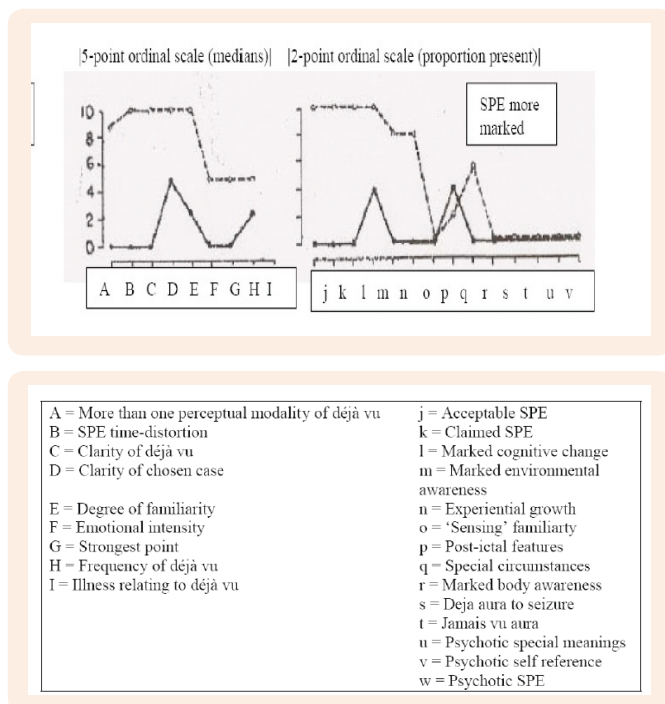 |5-point ordinal scale (medians)| |2-point ordinal scale (proportion present)|
SPE more
marked
10
8
6
4
2
0
A B C D E F G H I
j k l m n o p q r s t u v
A = More than one perceptual modality of déjà vu
B = SPE time-distortion
C = Clarity of déjà vu
D = Clarity of chosen case
E = Degree of familiarity
F = Emotional intensity
G = Strongest point
H = Frequency of déjà vu
I = Illness relating to déjà vu
j = Acceptable SPE
k = Claimed SPE
l = Marked cognitive change
m = Marked environmental
awareness
n = Experiential growth
o = ‘Sensing’ familiarty
p = Post-ictal features
q = Special circumstances
r = Marked body awareness
s = Deja aura to seizure
t = Jamais vu aura
u = Psychotic special meanings
v = Psychotic self reference
w = Psychotic SPE